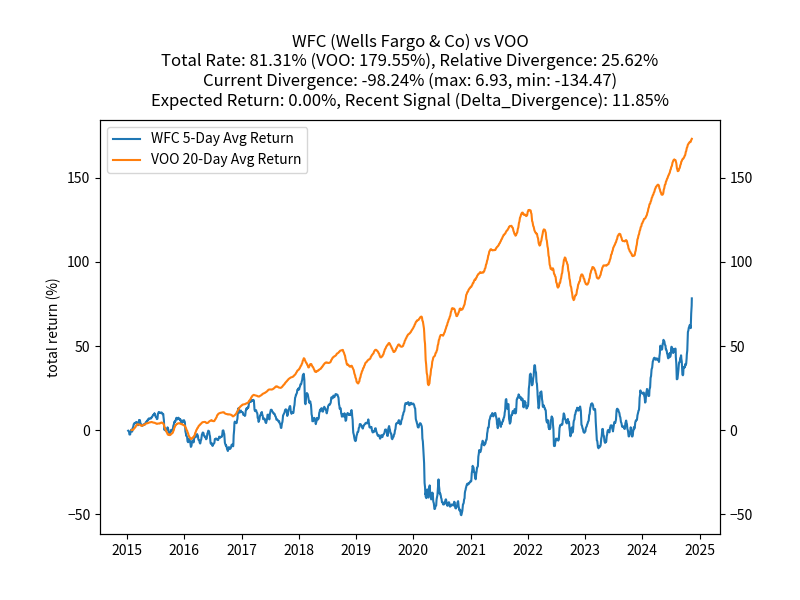 WFC (Wells Fargo & Co) vs VOO
Total Rate: 81.31% (VOO: 179.55%), Relative Divergence: 25.62%
Current Divergence: -98.24% (max: 6.93, min: -134.47)
Expected Return: 0.00%, Recent Signal (Delta_Divergence): 11.85%
WFC 5-Day Avg Return
VOO 20-Day Avg Return
total return (%)
150
100
50
0
−50
150
100
50
0
−50
2015 2016 2017 2018 2019 2020 2021 2022 2023 2024 2025